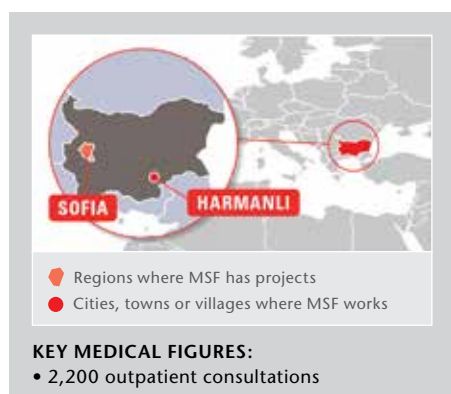 SOFIA
HARMANLI
Regions where MSF has projects
Cities, towns or villages where MSF works
KEY MEDICAL FIGURES:
• 2,200 outpatient consultations